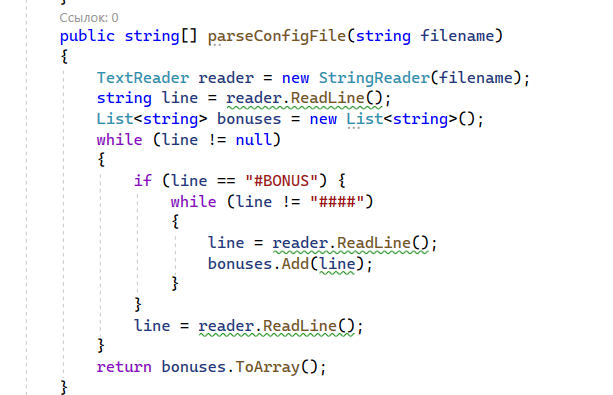 }
Ссылок: 0
public string[] parseConfigFile(string filename)
{
    TextReader reader = new StringReader(filename);
    string line = reader.ReadLine();
    List<string> bonuses = new List<string>();
    while (line != null)
    {
        if (line == "#BONUS") {
            while (line != "####")
            {
                line = reader.ReadLine();
                bonuses.Add(line);
            }
        }
        line = reader.ReadLine();
    }
    return bonuses.ToArray();
}